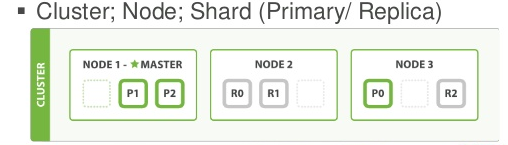 ▪ Cluster; Node; Shard (Primary/ Replica)
CLUSTER
NODE 1 - ★MASTER
P1 P2
NODE 2
R0 R1
NODE 3
P0 R2